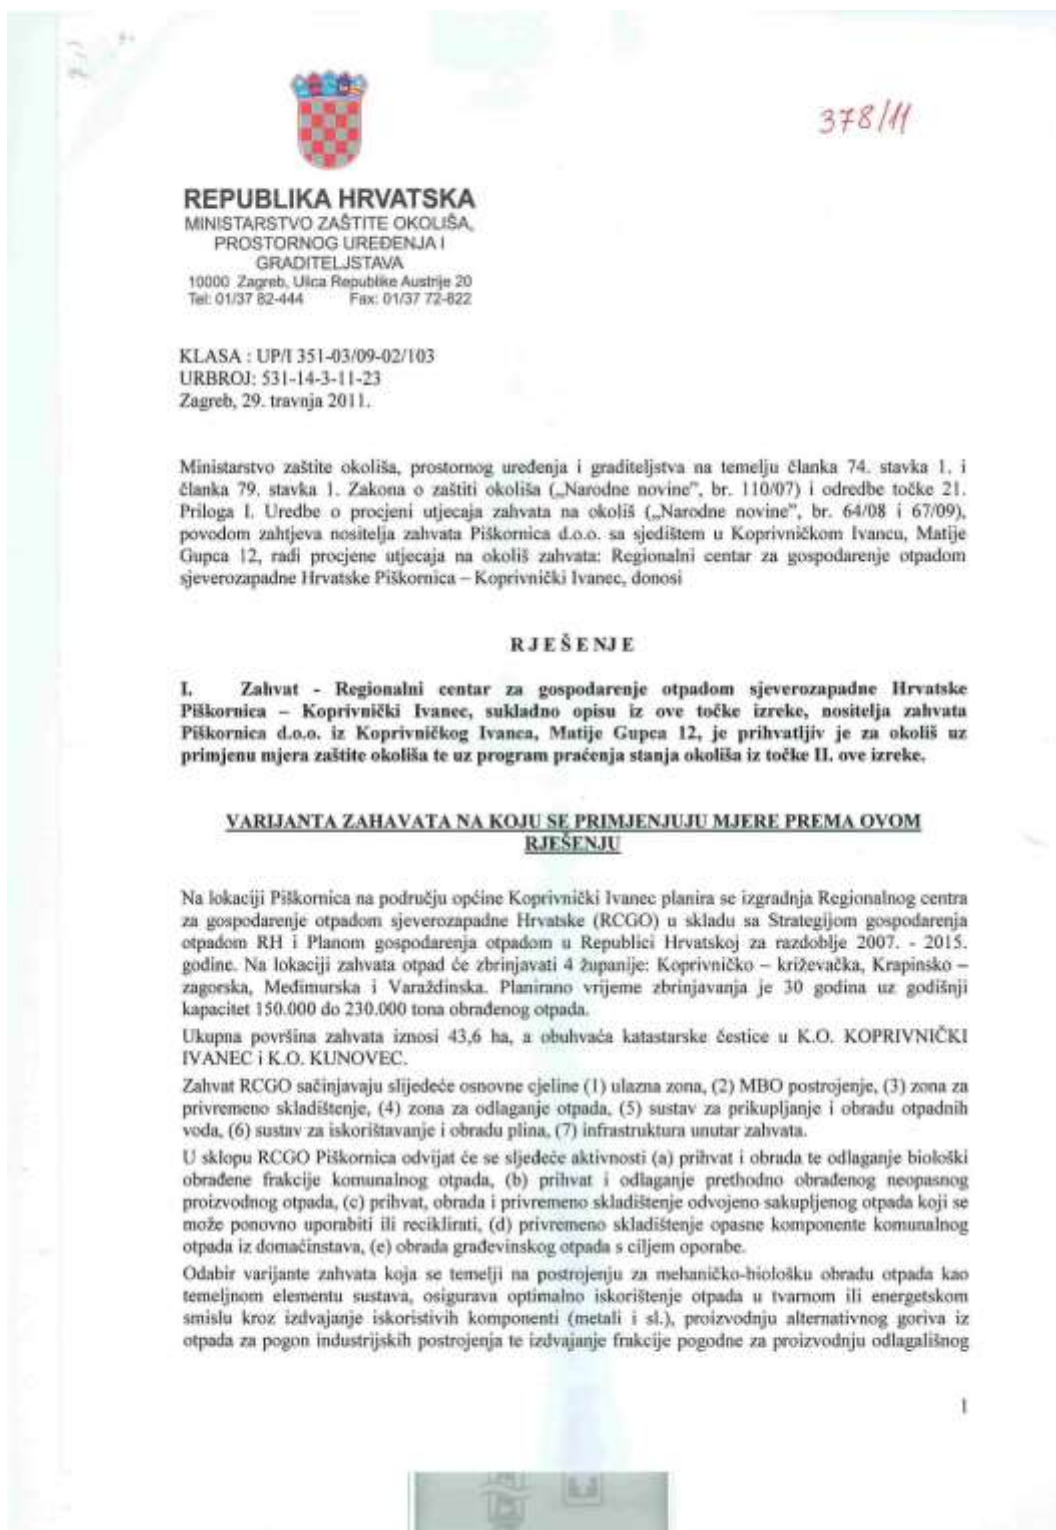 378/11
REPUBLIKA HRVATSKA
MINISTARSTVO ZAŠTITE OKOLIŠA,
PROSTORNOG UREĐENJA I
GRADITELJSTAVA
10000 Zagreb, Ulica Republike Austrije 20
Tel: 01/37 82-444 Fax: 01/37 72-822
KLASA : UP/I 351-03/09-02/103
URBROJ: 531-14-3-11-23
Zagreb, 29. travnja 2011.
Ministarstvo zaštite okoliša, prostornog uređenja i graditeljstva na temelju članka 74. stavka 1. i
članka 79. stavka 1. Zakona o zaštiti okoliša („Narodne novine", br. 110/07) i odredbe točke 21.
Priloga I. Uredbe o procjeni utjecaja zahvata na okoliš („Narodne novine", br. 64/08 i 67/09),
povodom zahtjeva nositelja zahvata Piškornica d.o.o. sa sjedištem u Koprivničkom Ivancu, Matije
Gupca 12, radi procjene utjecaja na okoliš zahvata: Regionalni centar za gospodarenje otpadom
sjeverozapadne Hrvatske Piškornica – Koprivnički Ivanec, donosi
R J E Š E NJ E
I. Zahvat - Regionalni centar za gospodarenje otpadom sjeverozapadne Hrvatske
Piškornica – Koprivnički Ivanec, sukladno opisu iz ove točke izreke, nositelja zahvata
Piškornica d.o.o. iz Koprivničkog Ivanca, Matije Gupca 12, je prihvatljiv je za okoliš uz
primjenu mjera zaštite okoliša te uz program praćenja stanja okoliša iz točke II. ove izreke.
VARIJANTA ZAHAVATA NA KOJU SE PRIMJENJUJU MJERE PREMA OVOM
RJEŠENJU
Na lokaciji Piškornica na području općine Koprivnički Ivanec planira se izgradnja Regionalnog centra
za gospodarenje otpadom sjeverozapadne Hrvatske (RCGO) u skladu sa Strategijom gospodarenja
otpadom RH i Planom gospodarenja otpadom u Republici Hrvatskoj za razdoblje 2007. - 2015.
godine. Na lokaciji zahvata otpad će zbrinjavati 4 županije: Koprivničko – križevačka, Krapinsko –
zagorska, Međimurska i Varaždinska. Planirano vrijeme zbrinjavanja je 30 godina uz godišnji
kapacitet 150.000 do 230.000 tona obrađenog otpada.
Ukupna površina zahvata iznosi 43,6 ha, a obuhvaća katastarske čestice u K.O. KOPRIVNIČKI
IVANEC i K.O. KUNOVEC.
Zahvat RCGO sačinjavaju slijedeće osnovne cjeline (1) ulazna zona, (2) MBO postrojenje, (3) zona za
privremeno skladištenje, (4) zona za odlaganje otpada, (5) sustav za prikupljanje i obradu otpadnih
voda, (6) sustav za iskorištavanje i obradu plina, (7) infrastruktura unutar zahvata.
U sklopu RCGO Piškornica odvijat će se sljedeće aktivnosti (a) prihvat i obrada te odlaganje biološki
obrađene frakcije komunalnog otpada, (b) prihvat i odlaganje prethodno obrađenog neopasnog
proizvodnog otpada, (c) prihvat, obrada i privremeno skladištenje odvojeno sakupljenog otpada koji se
može ponovno uporabiti ili reciklirati, (d) privremeno skladištenje opasne komponente komunalnog
otpada iz domaćinstava, (e) obrada građevinskog otpada s ciljem oporabe.
Odabir varijante zahvata koja se temelji na postrojenju za mehaničko-biološku obradu otpada kao
temeljnom elementu sustava, osigurava optimalno iskorištenje otpada u tvarnom ili energetskom
smislu kroz izdvajanje iskoristivih komponenti (metali i sl.), proizvodnju alternativnog goriva iz
otpada za pogon industrijskih postrojenja te izdvajanje frakcije pogodne za proizvodnju odlagališnog
1